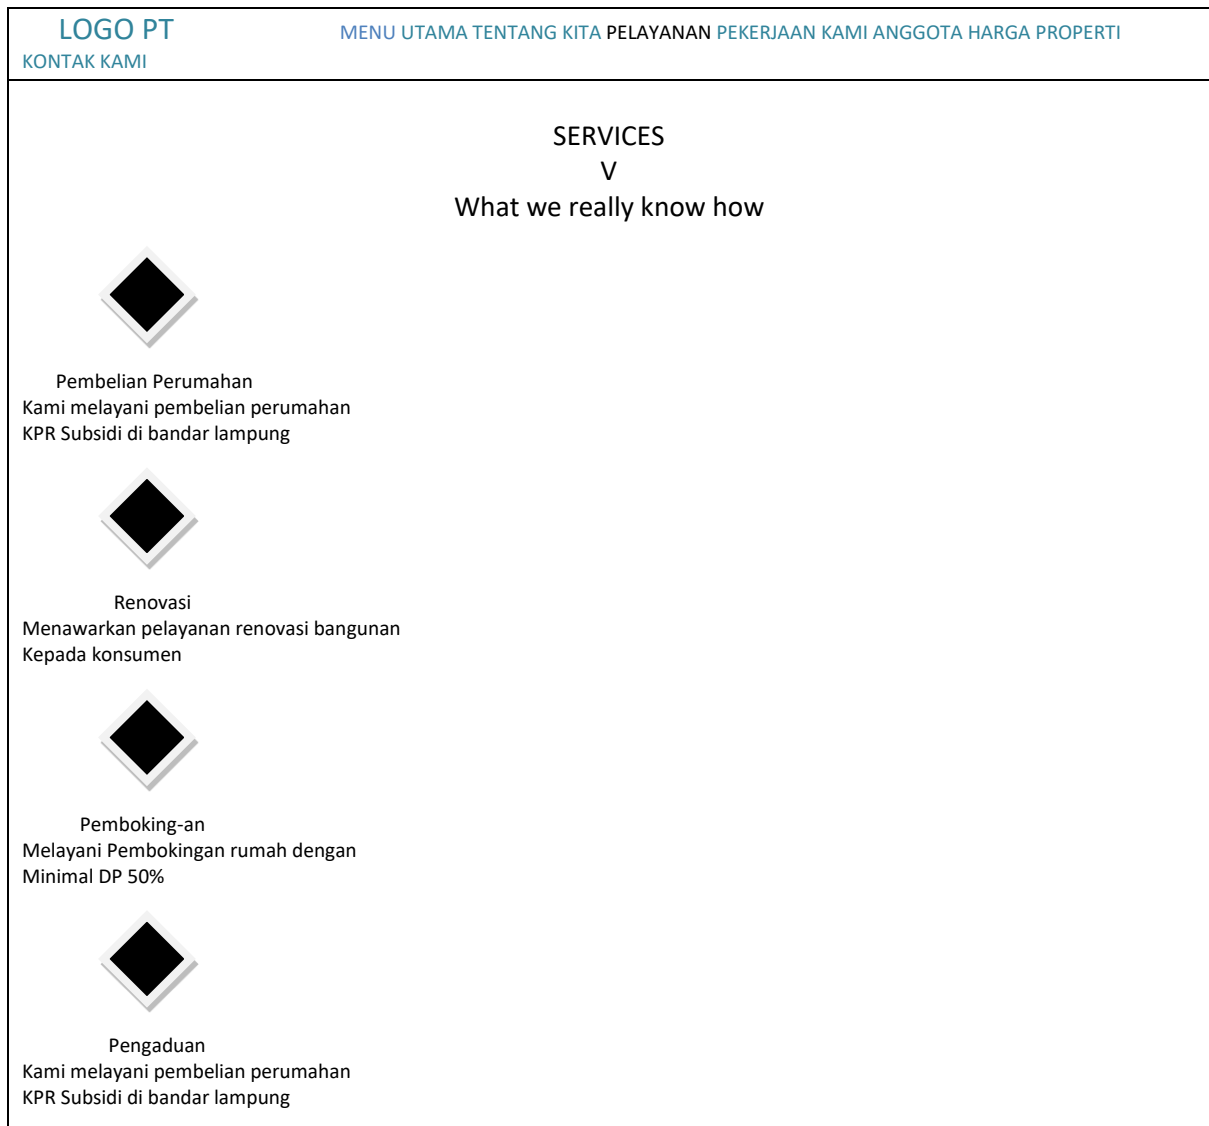 LOGO PT MENU UTAMA TENTANG KITA PELAYANAN PEKERJAAN KAMI ANGGOTA HARGA PROPERTI
KONTAK KAMI
SERVICES
V
What we really know how
Pembelian Perumahan
Kami melayani pembelian perumahan
KPR Subsidi di bandar lampung
Renovasi
Menawarkan pelayanan renovasi bangunan
Kepada konsumen
Pemboking-an
Melayani Pembokingan rumah dengan
Minimal DP 50%
Pengaduan
Kami melayani pembelian perumahan
KPR Subsidi di bandar lampung